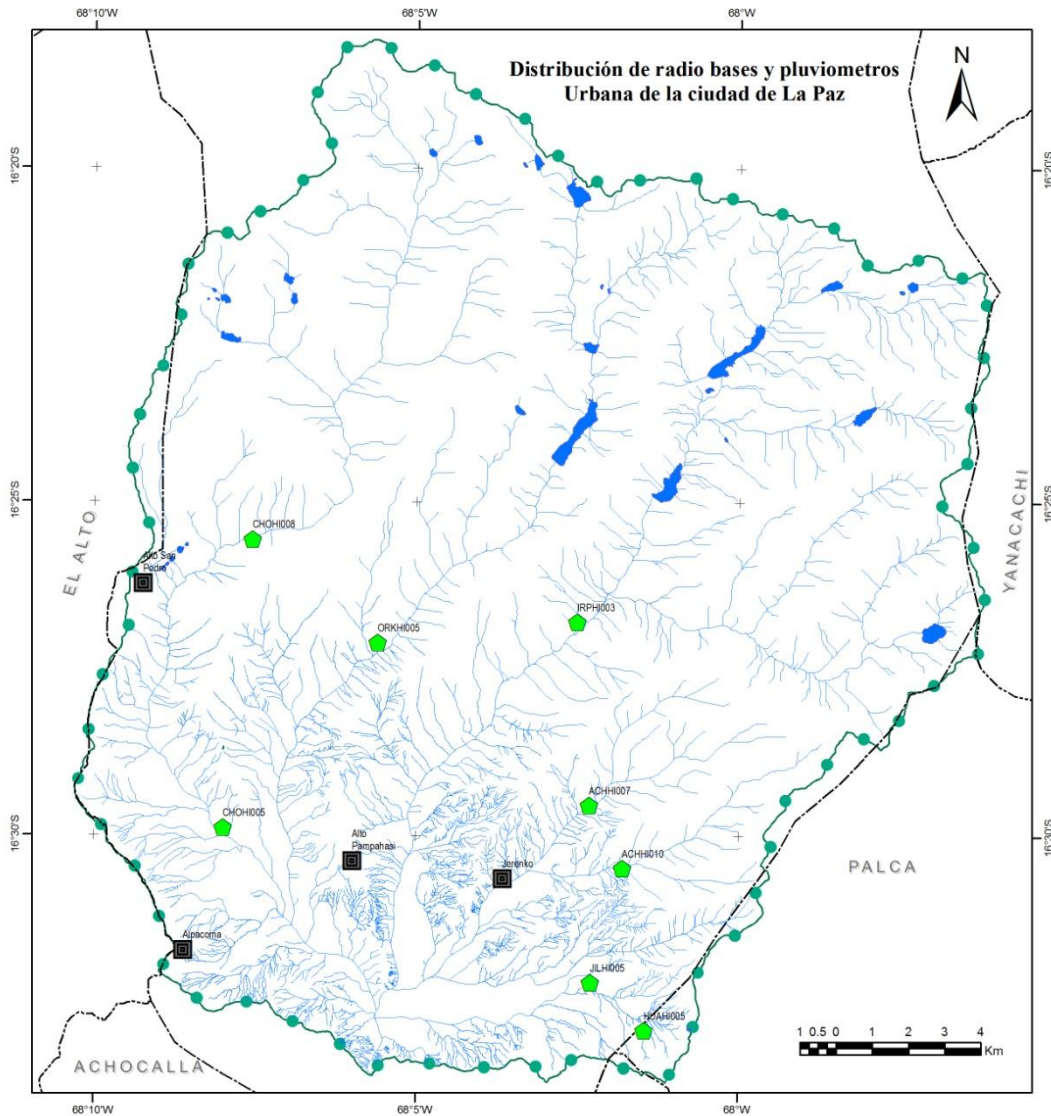 68°10'W 68°5'W 68°W
Distribución de radio bases y pluviometros
Urbana de la ciudad de La Paz
N
16°20'S 16°20'S
16°25'S 16°25'S
EL ALTO
YANACACHI
CHOHI008
Alto San
Pedro
IRPHI003
ORKHI005
ACHHI007
CHOHI005
Alto
Pampahasi
16°30'S 16°30'S
ACHHI010
Jeronko
PALCA
Alpacoma
JILHI005
HUAHI005
1 0.5 0 1 2 3 4
Km
ACHOCALLA
68°10'W 68°5'W 68°W